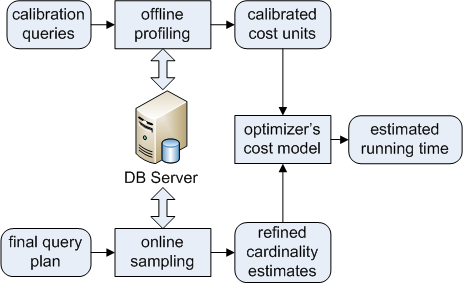 calibration
queries
offline
profiling
calibrated
cost units
DB Server
optimizer's
cost model
estimated
running time
final query
plan
online
sampling
refined
cardinality
estimates